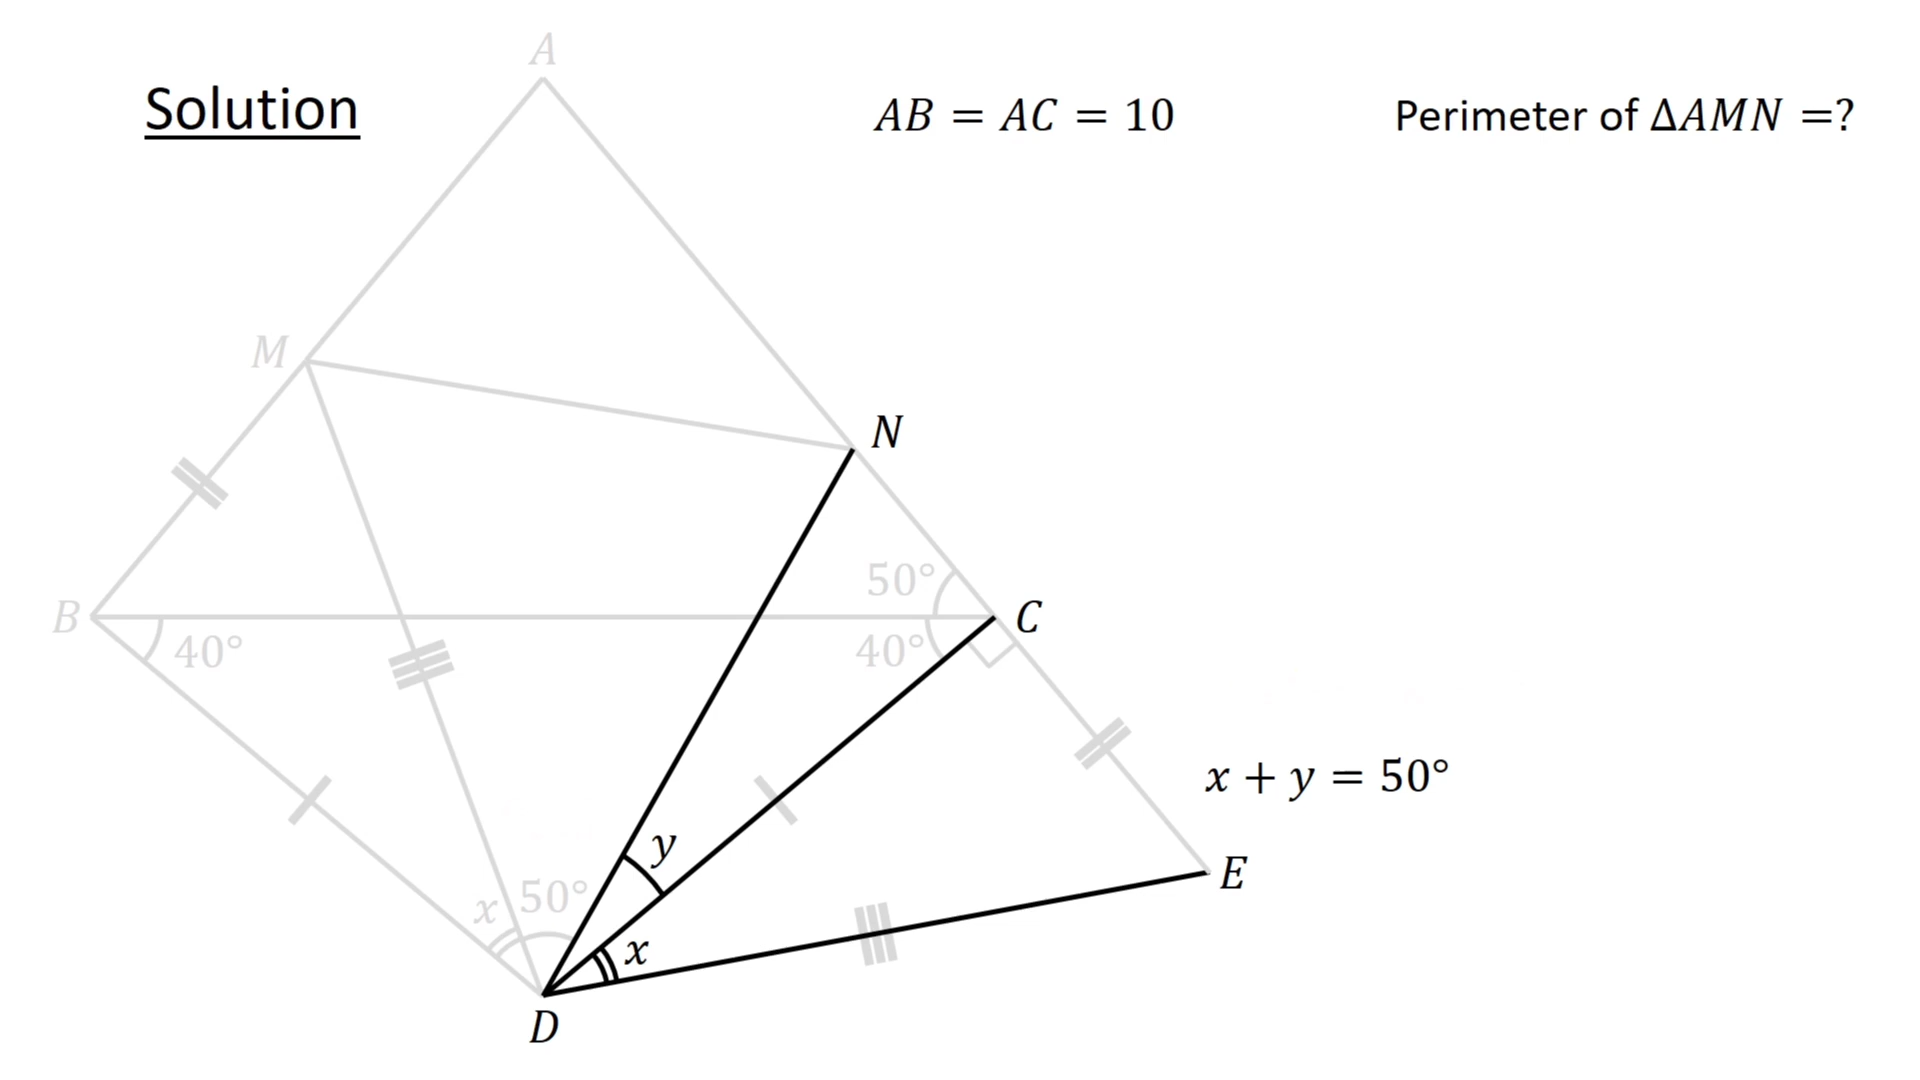 A
Solution
𝐴𝐵 = 𝐴𝐶 = 10
Perimeter of Δ𝐴𝑀𝑁 =?
M
N
50°
B
C
40°
40°
x + y = 50°
y
E
50°
x
x
D